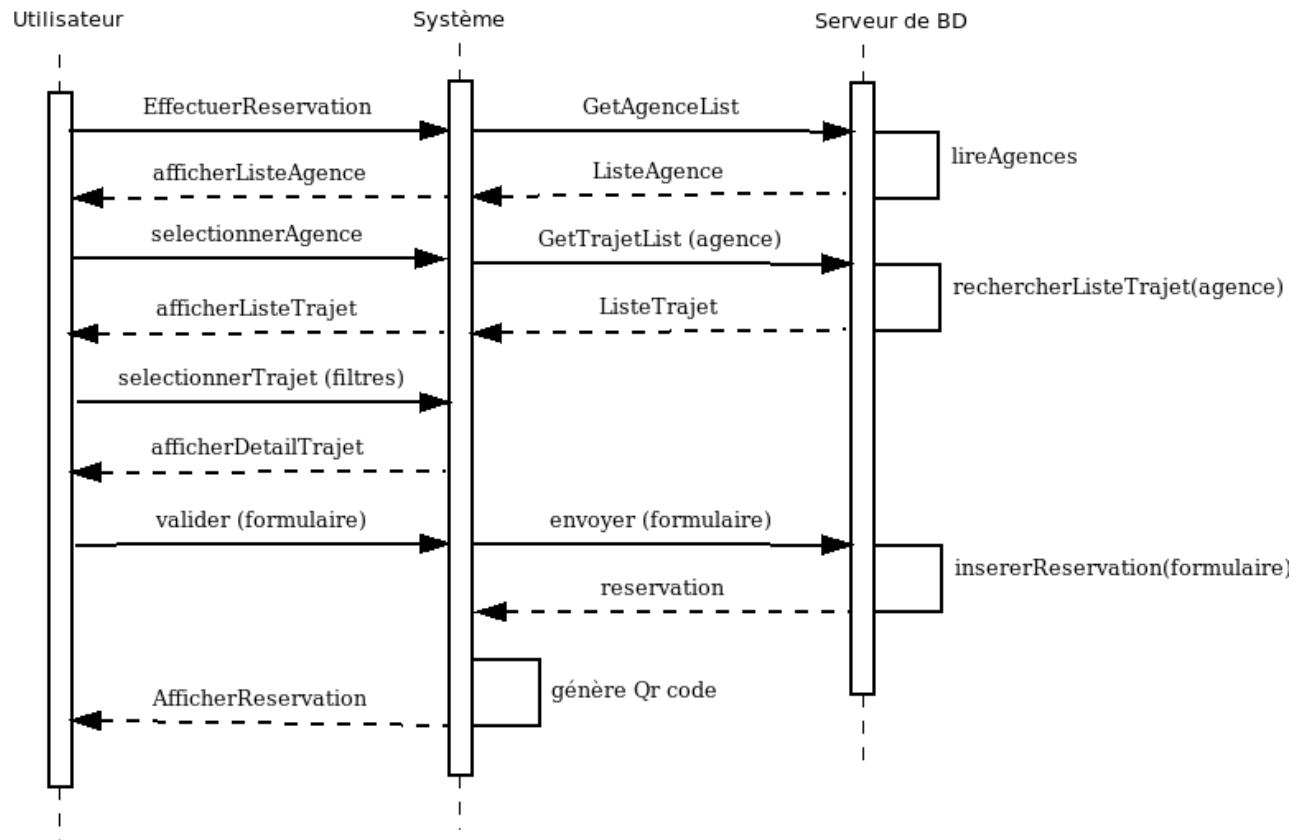 Utilisateur
Système
Serveur de BD
EffectuerReservation
GetAgenceList
lireAgences
afficherListeAgence
ListeAgence
selectionnerAgence
GetTrajetList (agence)
rechercherListeTrajet(agence)
afficherListeTrajet
ListeTrajet
selectionnerTrajet (filtres)
afficherDetailTrajet
valider (formulaire)
envoyer (formulaire)
insererReservation(formulaire)
reservation
génère Qr code
AfficherReservation